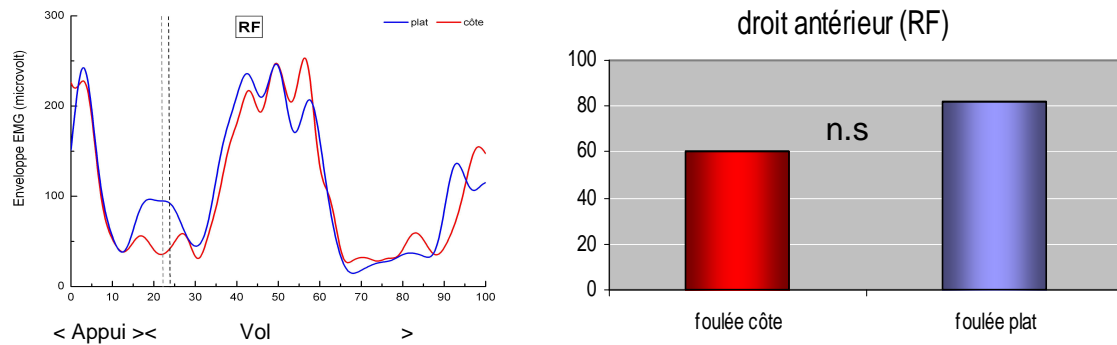 RF
plat
côte
Enveloppe EMG (microvolt)
300
200
100
0
0 10 20 30 40 50 60 70 80 90 100
< Appui >< Vol >
droit antérieur (RF)
100
80
60
40
20
0
n.s
foulée côte
foulée plat